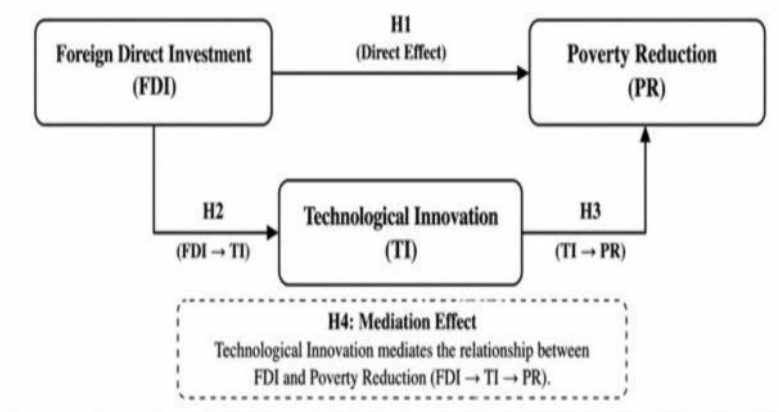 H1
(Direct Effect)
Foreign Direct Investment
(FDI)
Poverty Reduction
(PR)
H2
(FDI → TI)
Technological Innovation
(TI)
H3
(TI → PR)
H4: Mediation Effect
Technological Innovation mediates the relationship between
FDI and Poverty Reduction (FDI → TI → PR).